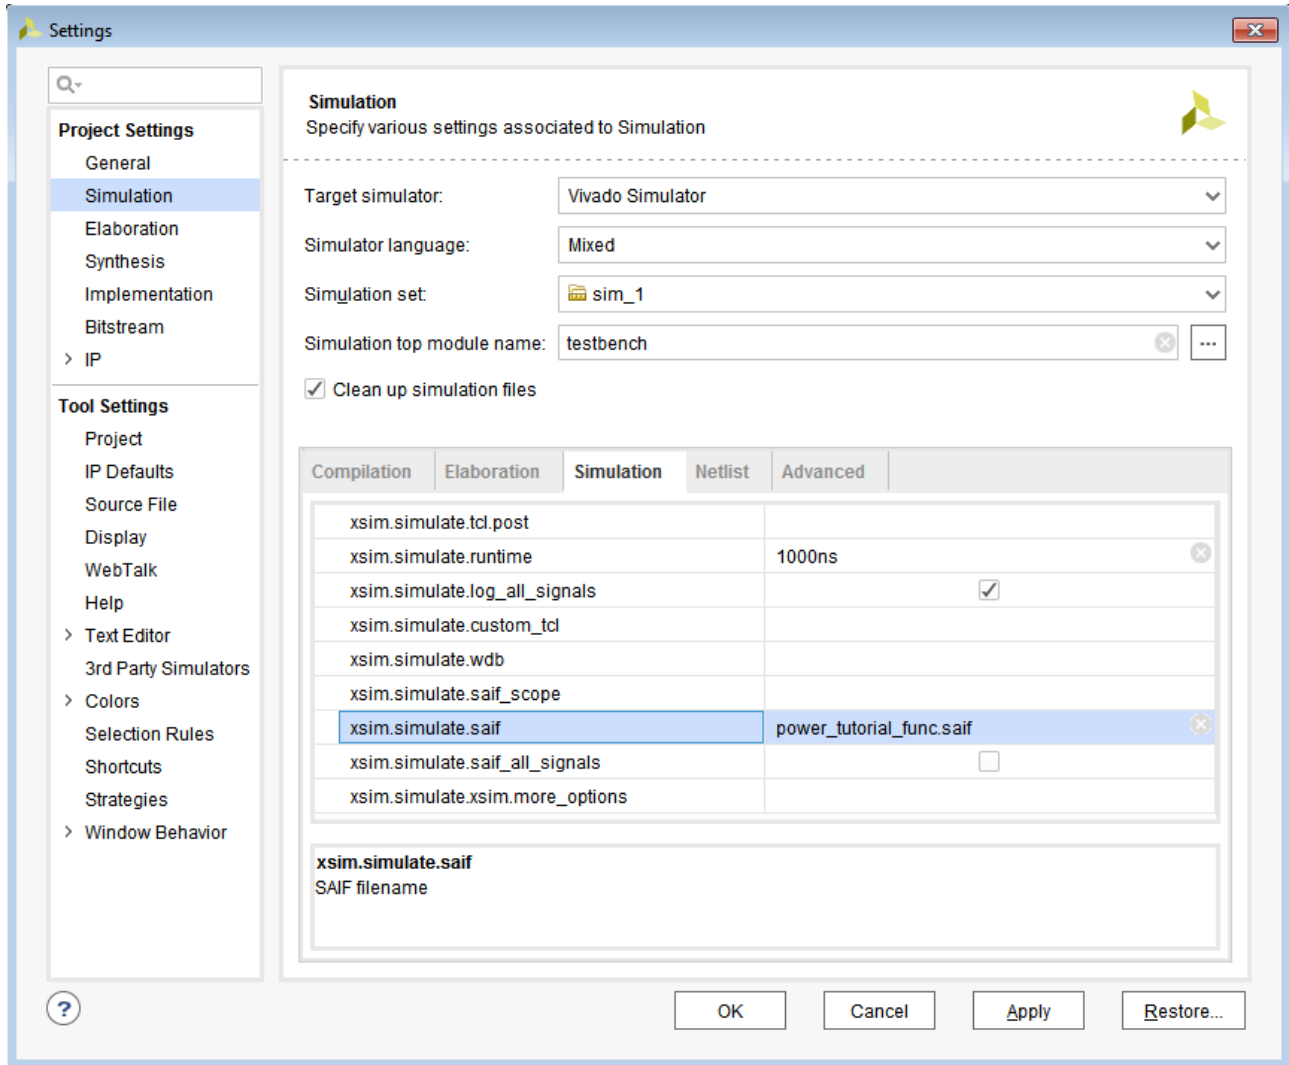 Settings
Project Settings
General
Simulation
Elaboration
Synthesis
Implementation
Bitstream
IP
Tool Settings
Project
IP Defaults
Source File
Display
WebTalk
Help
Text Editor
3rd Party Simulators
Colors
Selection Rules
Shortcuts
Strategies
Window Behavior
Simulation
Specify various settings associated to Simulation
Target simulator: Vivado Simulator
Simulator language: Mixed
Simulation set: sim_1
Simulation top module name: testbench ...
Clean up simulation files
Compilation Elaboration Simulation Netlist Advanced
xsim.simulate.tcl.post
xsim.simulate.runtime 1000ns
xsim.simulate.log_all_signals
xsim.simulate.custom_tcl
xsim.simulate.wdb
xsim.simulate.saif_scope
xsim.simulate.saif power_tutorial_func.saif
xsim.simulate.saif_all_signals
xsim.simulate.xsim.more_options
xsim.simulate.saif
SAIF filename
? OK Cancel Apply Restore...